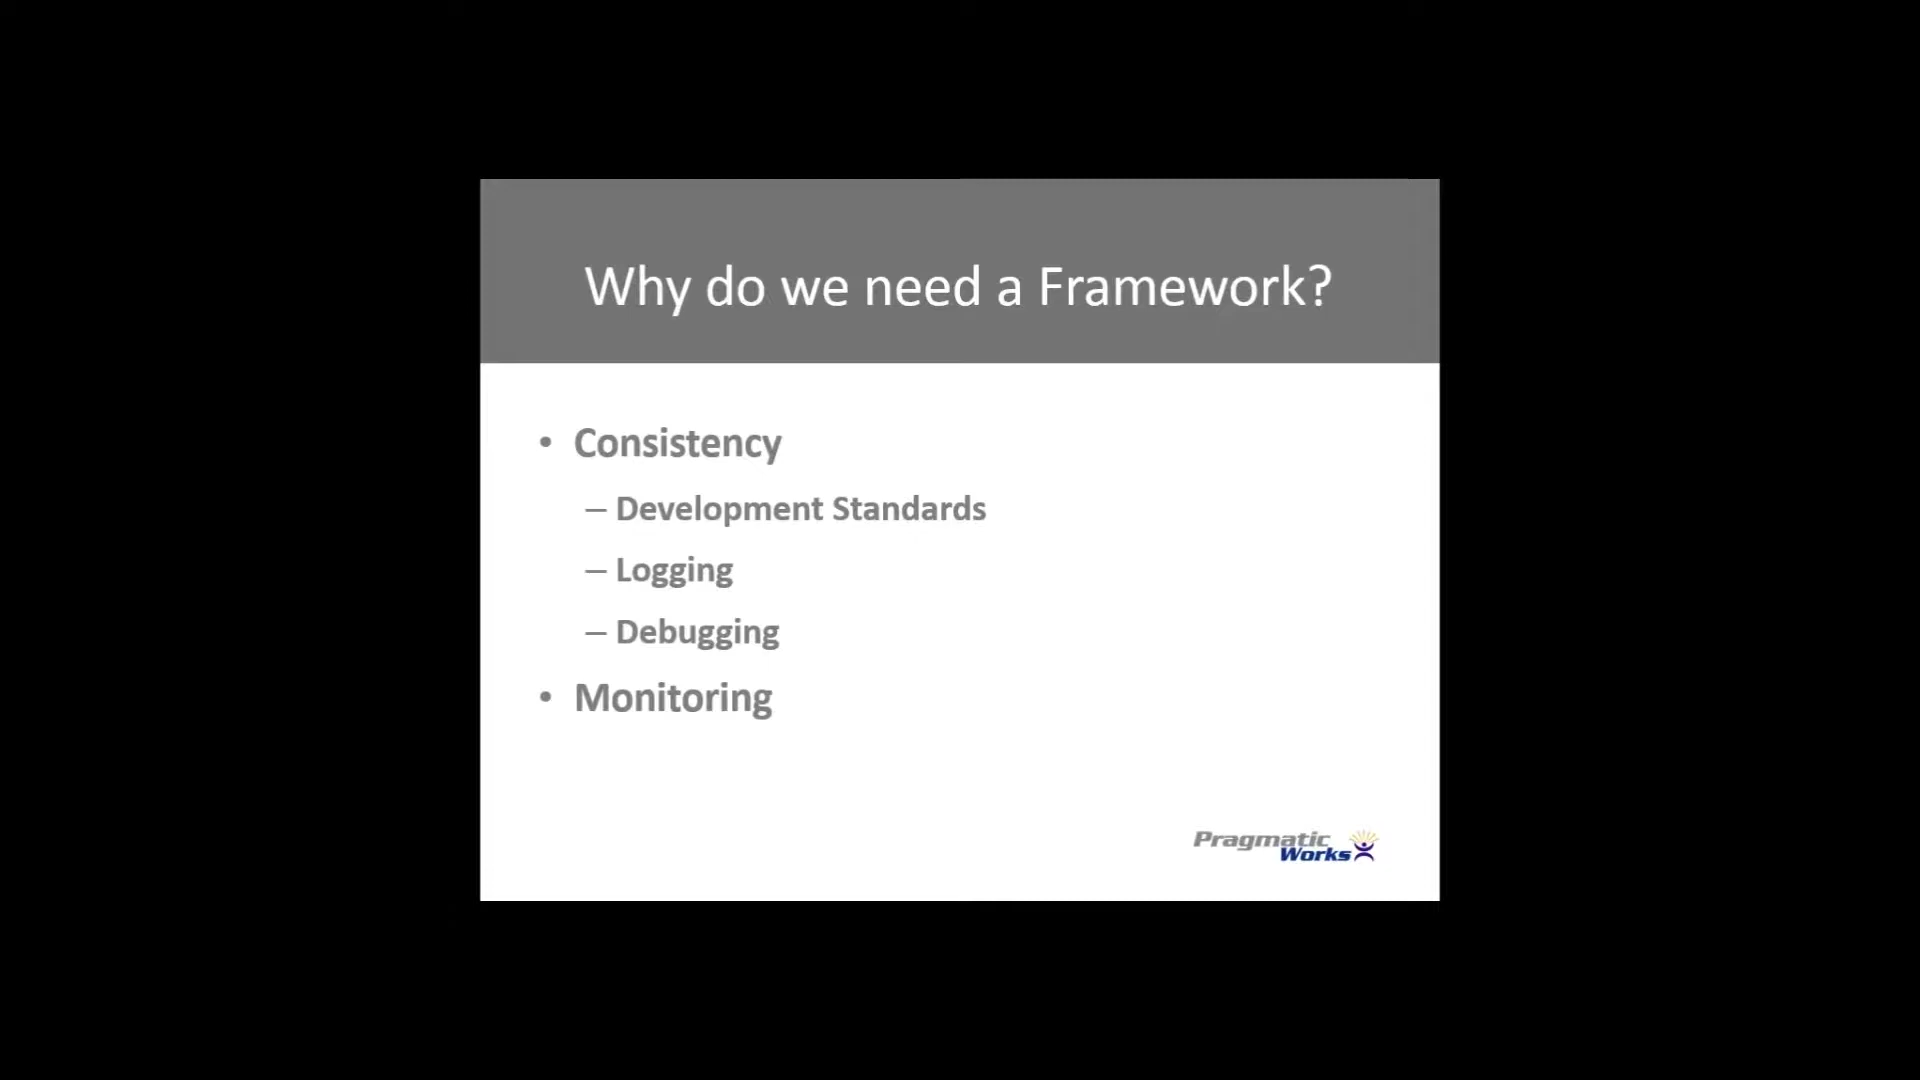 Why do we need a Framework?
• Consistency
– Development Standards
– Logging
– Debugging
• Monitoring
Pragmatic
Works